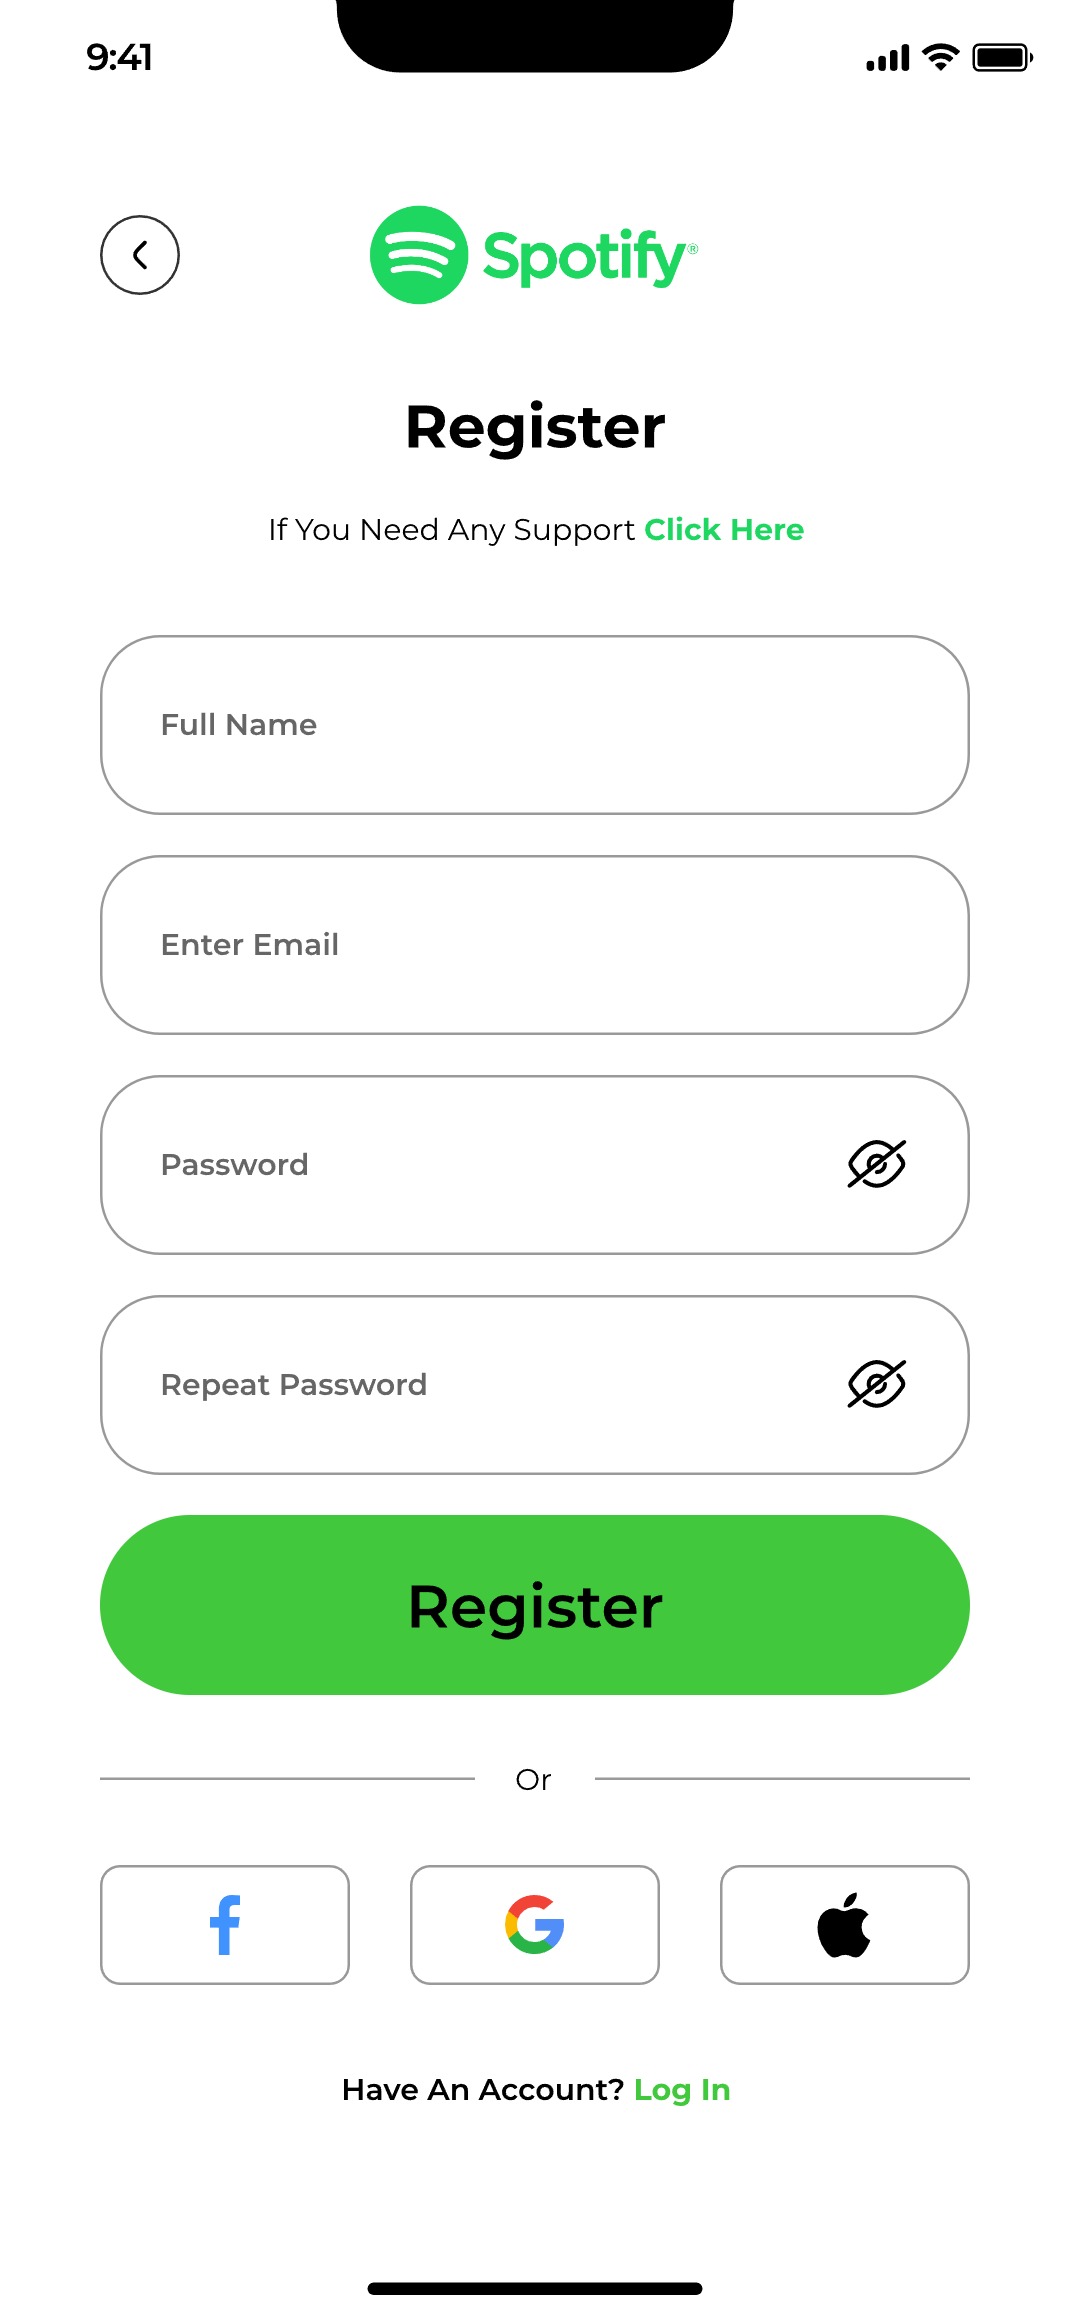 9:41
Spotify®
Register
If You Need Any Support Click Here
Full Name
Enter Email
Password
Repeat Password
Register
Or
Have An Account? Log In